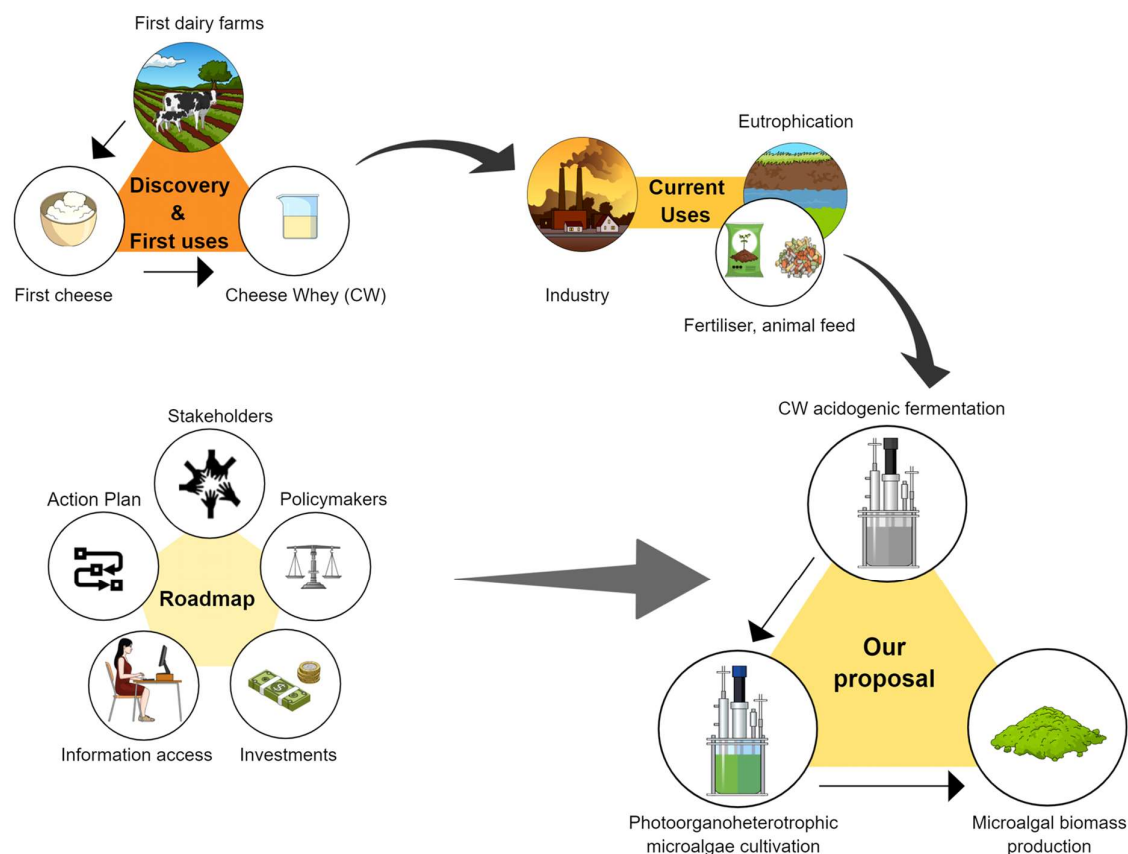 First dairy farms
Discovery
&
First uses
First cheese
Cheese Whey (CW)
Eutrophication
Current
Uses
Industry
Fertiliser, animal feed
CW acidogenic fermentation
Stakeholders
Action Plan
Policymakers
Roadmap
Information access
Investments
Our
proposal
Photoorganoheterotrophic
microalgae cultivation
Microalgal biomass
production